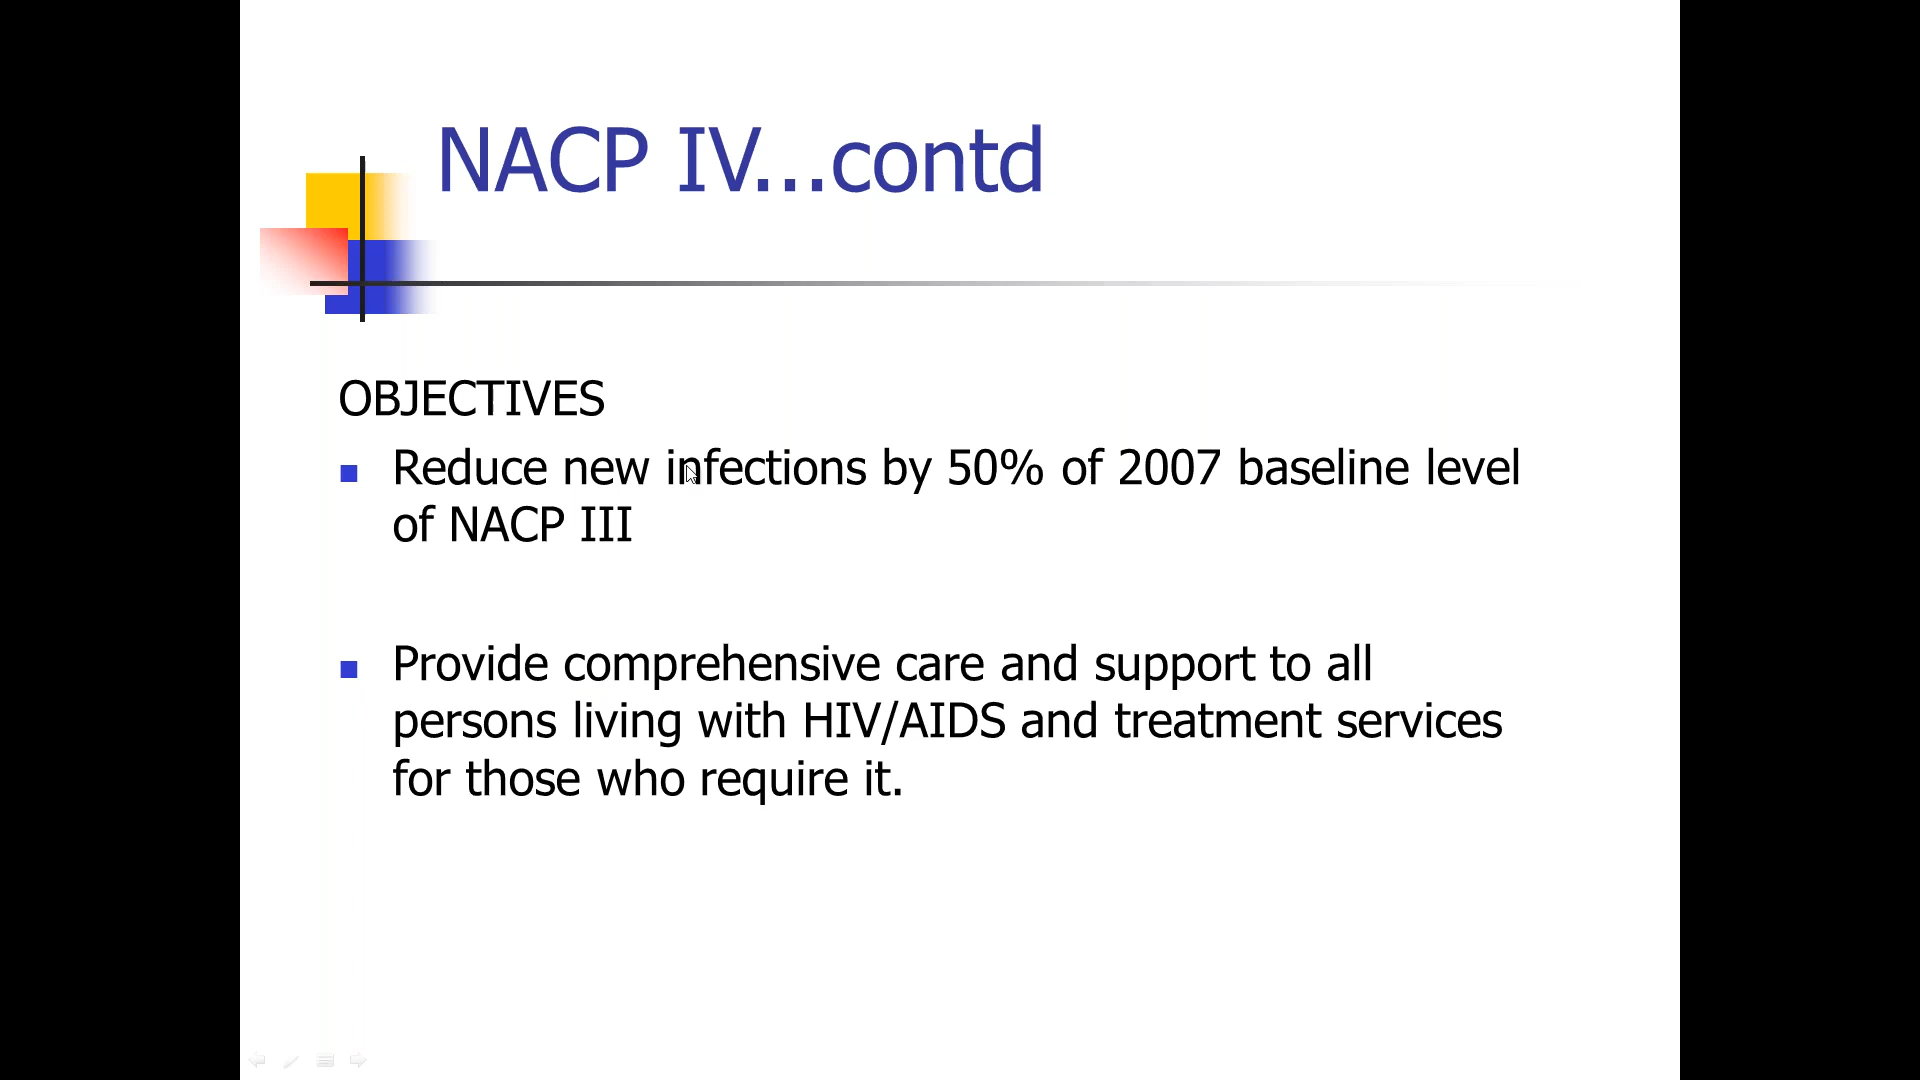 NACP IV...contd
OBJECTIVES
Reduce new infections by 50% of 2007 baseline level
of NACP III
Provide comprehensive care and support to all
persons living with HIV/AIDS and treatment services
for those who require it.